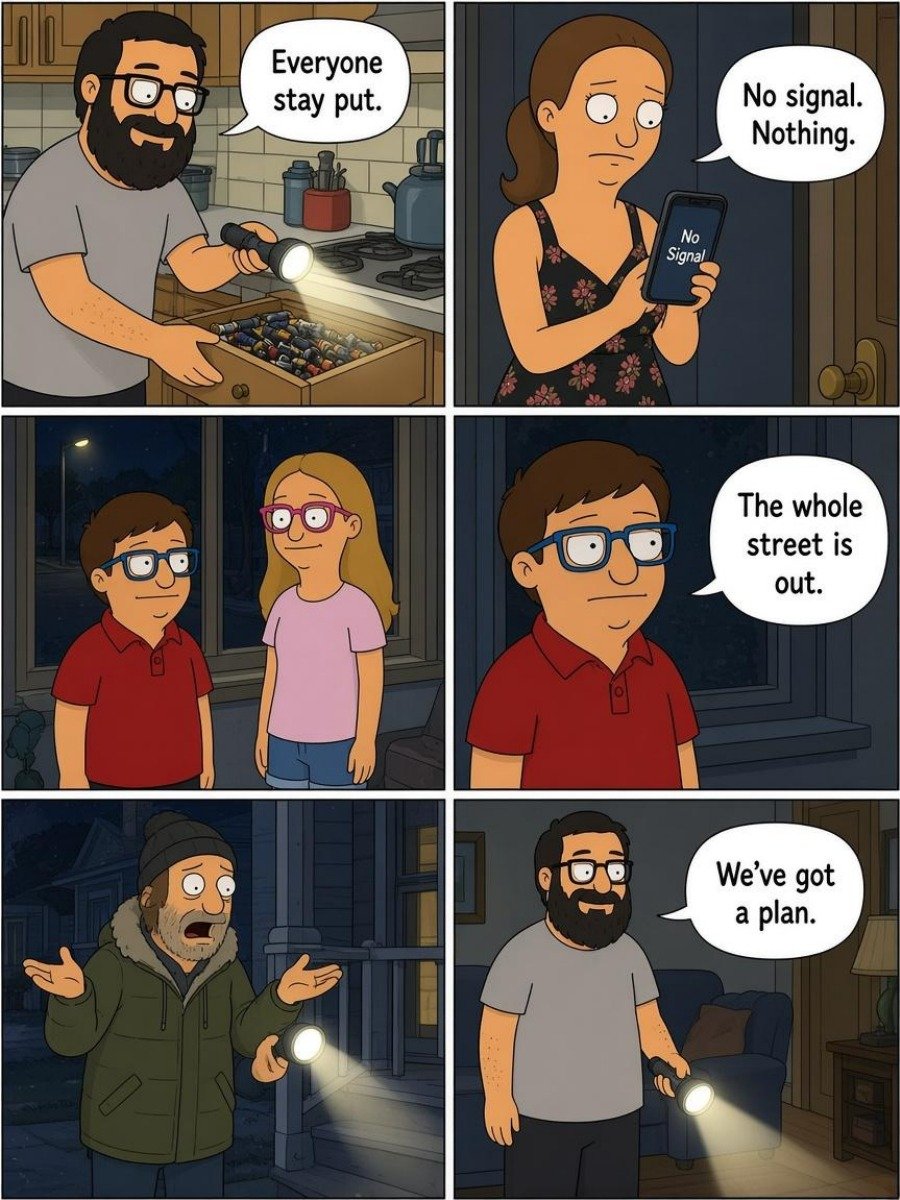 Everyone
stay put.
No signal.
Nothing.
No
Signal
The whole
street is
out.
We've got
a plan.